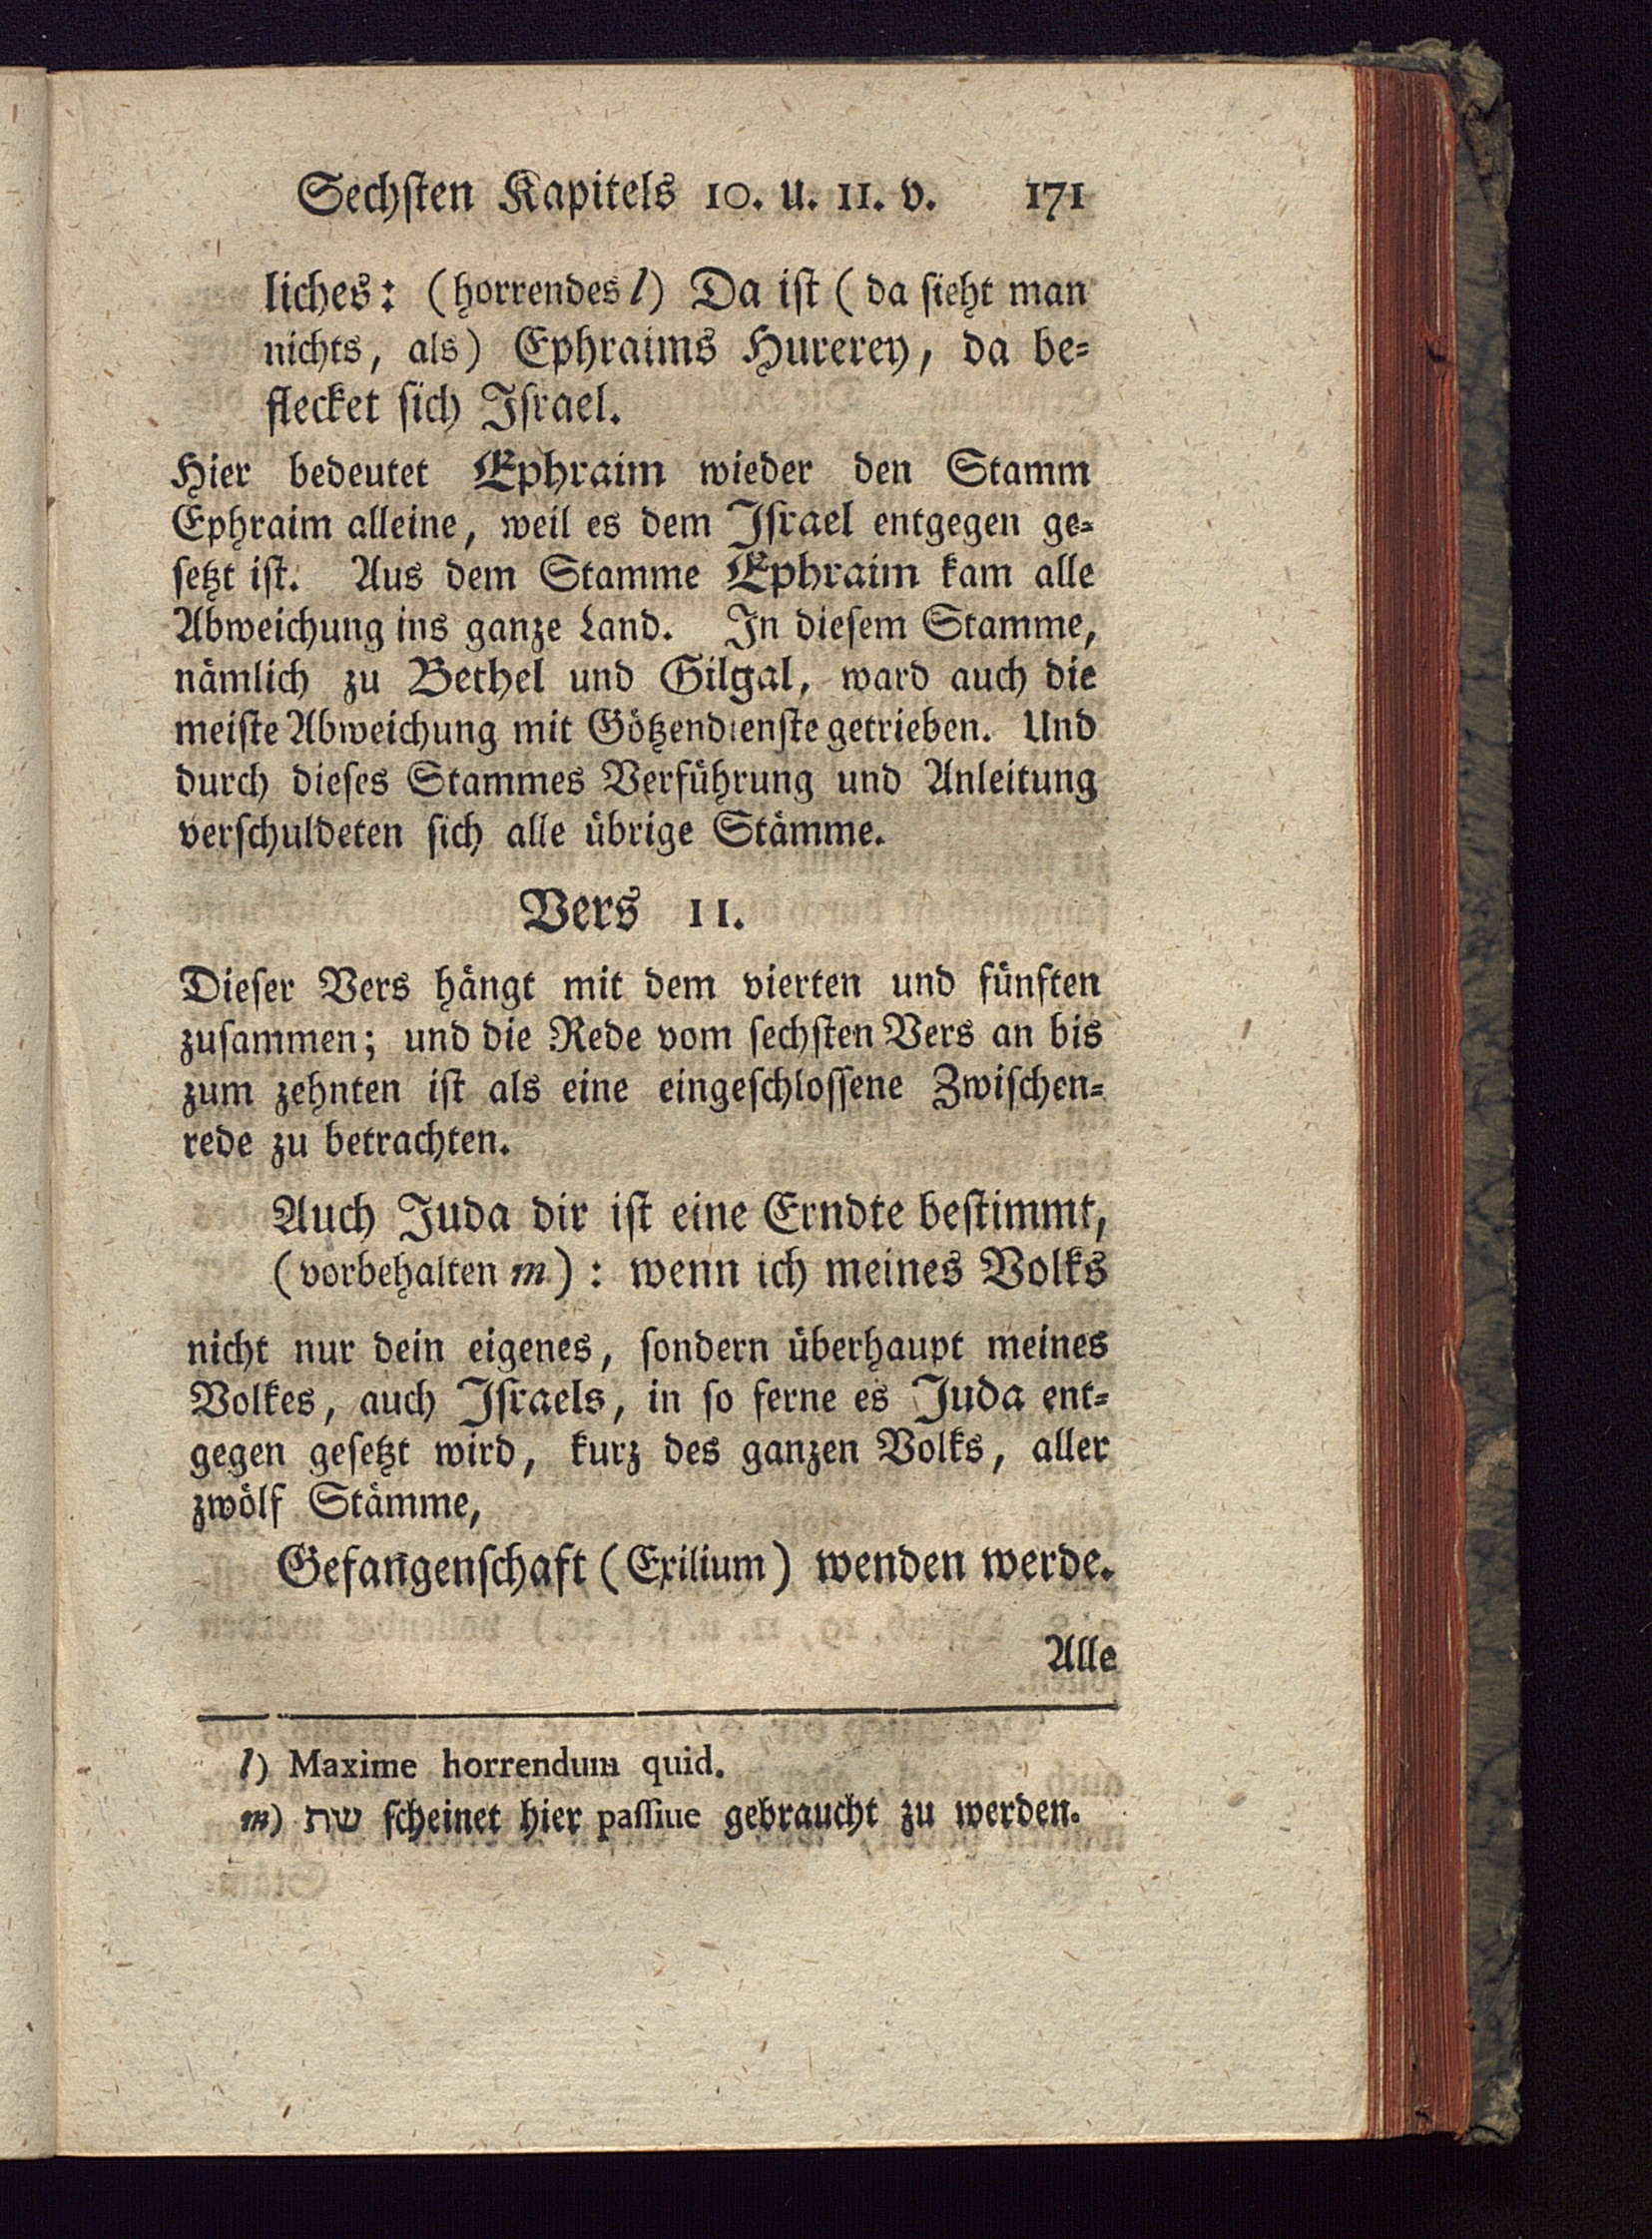 Sechſten Kapitels 10. u. 11. v. 171
liches: (horrendes l) Da iſt (da ſieht man
nichts, als) Ephraims Hurerey, da be⸗
flecket ſich Iſrael.
Hier bedeutet Ephraim wieder den Stamm
Ephraim alleine, weil es dem Iſrael entgegen ge⸗
ſetzt iſt. Aus dem Stamme Ephraim kam alle
Abweichung ins ganze Land. In dieſem Stamme,
nämlich zu Bethel und Gilgal, ward auch die
meiſte Abweichung mit Götzendienſte getrieben. Und
durch dieſes Stammes Verführung und Anleitung
verſchuldeten ſich alle übrige Stämme.
Vers 11.
Dieſer Vers hängt mit dem vierten und fünften
zuſammen; und die Rede vom ſechſten Vers an bis
zum zehnten iſt als eine eingeſchloſſene Zwiſchen⸗
rede zu betrachten.
Auch Juda dir iſt eine Erndte beſtimmt,
(vorbehalten m): wenn ich meines Volks
nicht nur dein eigenes, ſondern überhaupt meines
Volkes, auch Iſraels, in ſo ferne es Juda ent⸗
gegen geſetzt wird, kurz des ganzen Volks, aller
zwölf Stämme,
Gefangenſchaft (Exilium) wenden werde.
Alle
l) Maxime horrendum quid.
m) שת ſcheinet hier paſſiue gebraucht zu werden.